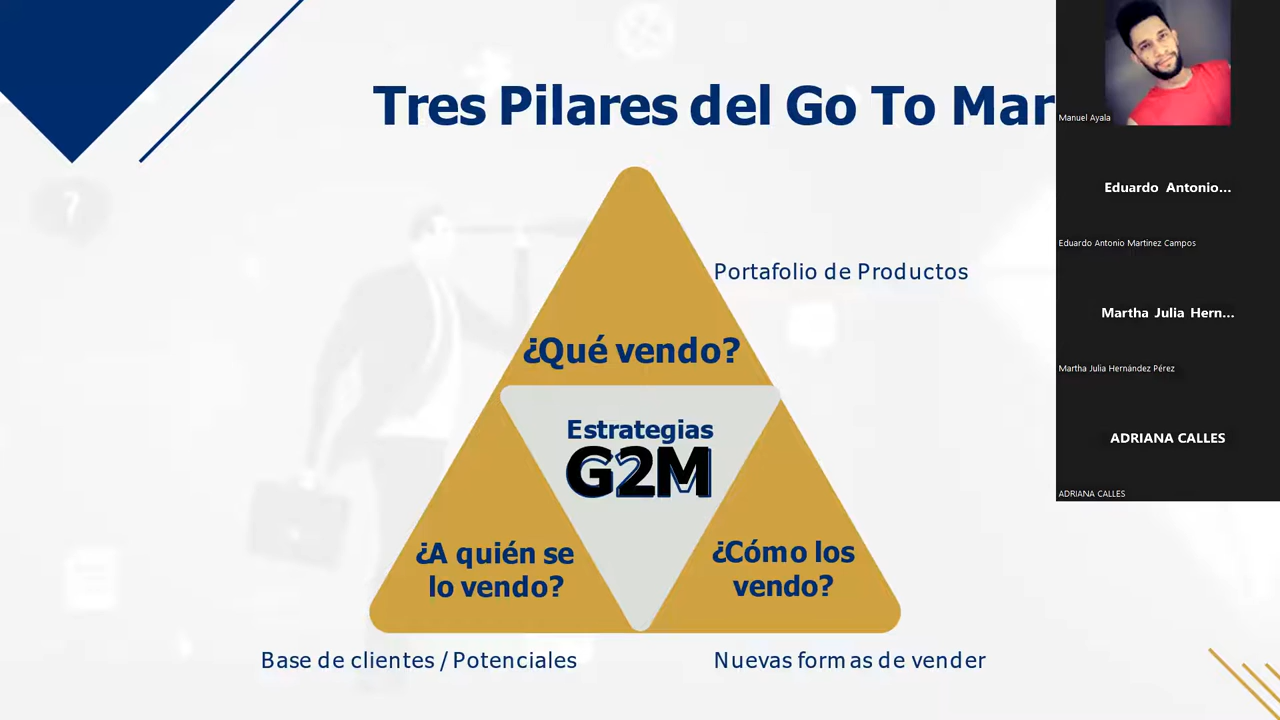 Tres Pilares del Go To Mar
Portafolio de Productos
¿Qué vendo?
Estrategias
G2M
¿A quién se
lo vendo?
¿Cómo los
vendo?
Base de clientes / Potenciales
Nuevas formas de vender
Manuel Ayala
Eduardo Antonio...
Eduardo Antonio Martinez Campos
Martha Julia Hern...
Martha Julia Hernández Pérez
ADRIANA CALLES
ADRIANA CALLES
?